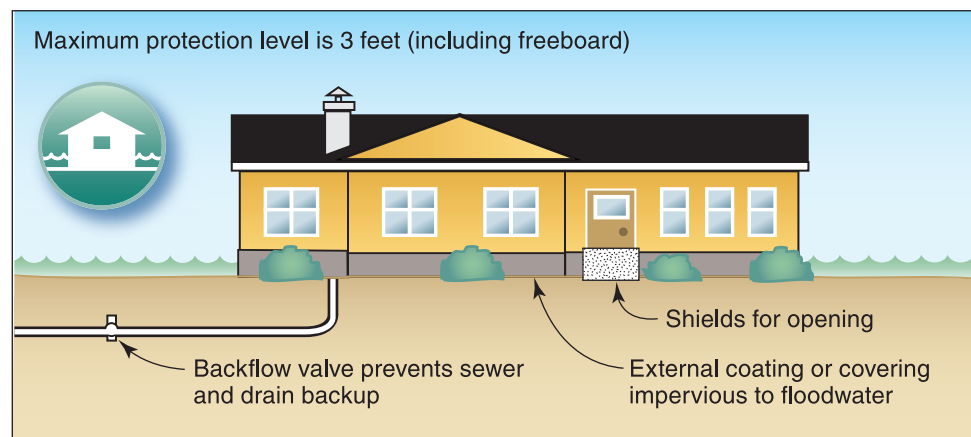 Maximum protection level is 3 feet (including freeboard)
Shields for opening
Backflow valve prevents sewer
and drain backup
External coating or covering
impervious to floodwater